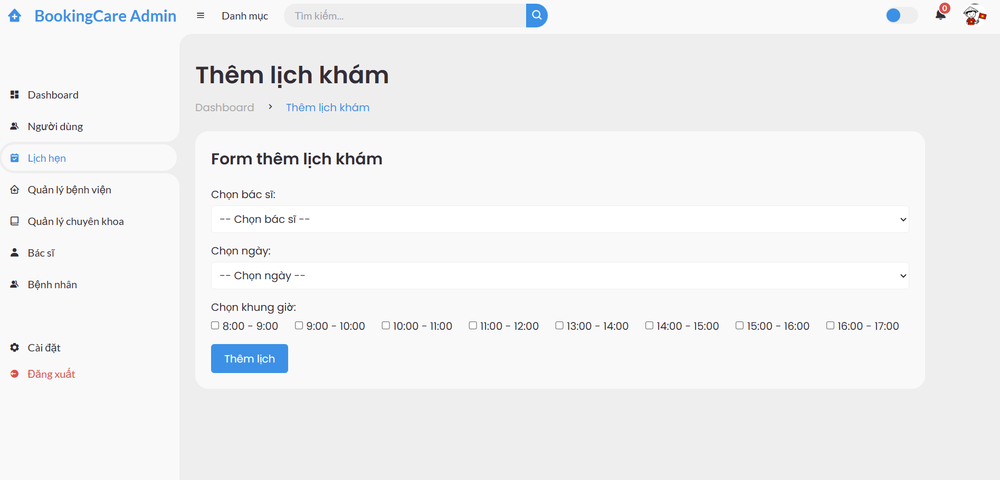 BookingCare Admin
Danh mục
Tìm kiếm...
0
Dashboard
Người dùng
Lịch hẹn
Quản lý bệnh viện
Quản lý chuyên khoa
Bác sĩ
Bệnh nhân
Cài đặt
Đăng xuất
Thêm lịch khám
Dashboard > Thêm lịch khám
Form thêm lịch khám
Chọn bác sĩ:
-- Chọn bác sĩ --
Chọn ngày:
-- Chọn ngày --
Chọn khung giờ:
8:00 - 9:00 9:00 - 10:00 10:00 - 11:00 11:00 - 12:00 13:00 - 14:00 14:00 - 15:00 15:00 - 16:00 16:00 - 17:00
Thêm lịch